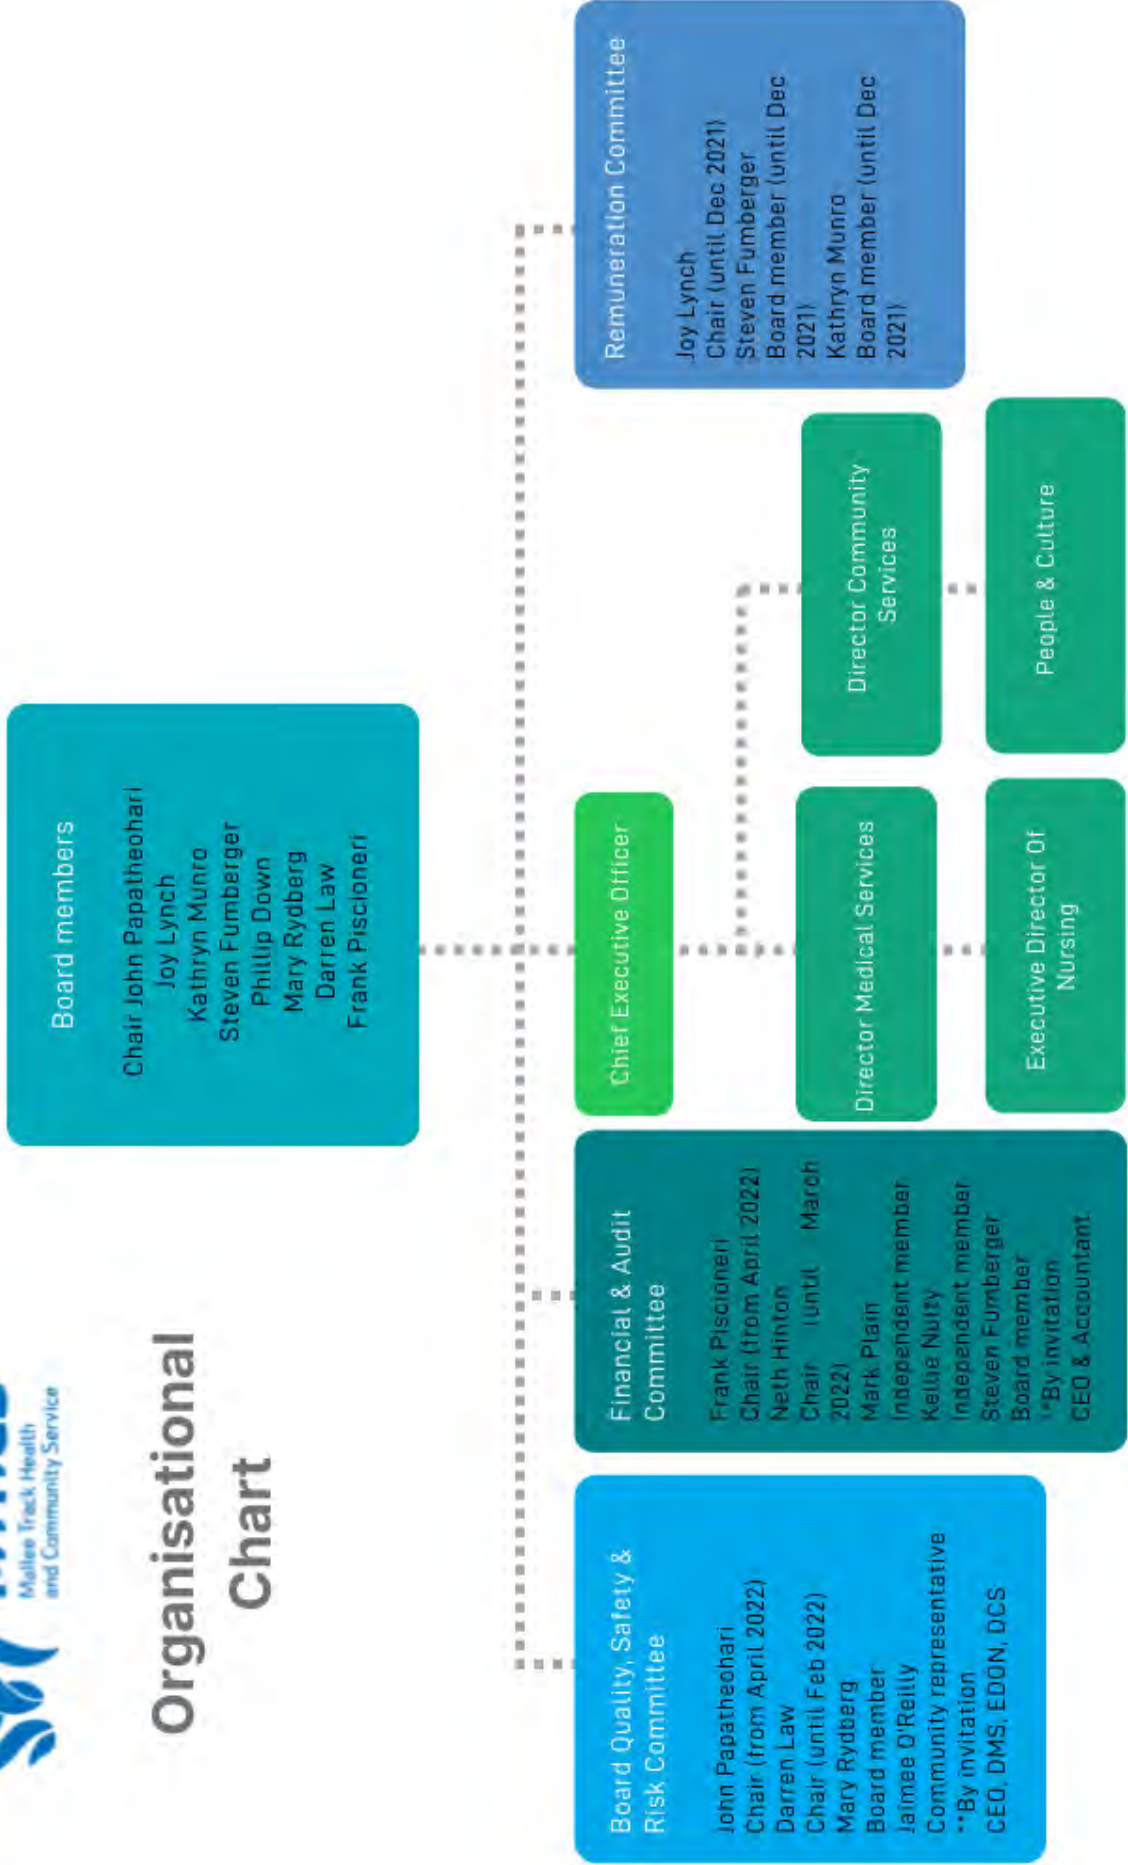 Mallee Track Health
and Community Service
Organisational
Chart
Board members
Chair John Papatheohari
Joy Lynch
Kathryn Munro
Steven Fumberger
Phillip Down
Mary Rydberg
Darren Law
Frank Piscioneri
Board Quality, Safety &
Risk Committee
John Papatheohari
Chair (from April 2022)
Darren Law
Chair (until Feb 2022)
Mary Rydberg
Board member
Jaimee O'Reilly
Community representative
**By invitation
CEO, DMS, EDON, DCS
Financial & Audit
Committee
Frank Piscioneri
Chair (from April 2022)
Neth Hinton
Chair (until March
2022)
Mark Plain
Independent member
Kellie Nulty
Independent member
Steven Fumberger
Board member
**By invitation
CEO & Accountant
Chief Executive Officer
Director Medical Services
Executive Director Of
Nursing
Director Community
Services
People & Culture
Remuneration Committee
Joy Lynch
Chair (until Dec 2021)
Steven Fumberger
Board member (until Dec
2021)
Kathryn Munro
Board member (until Dec
2021)